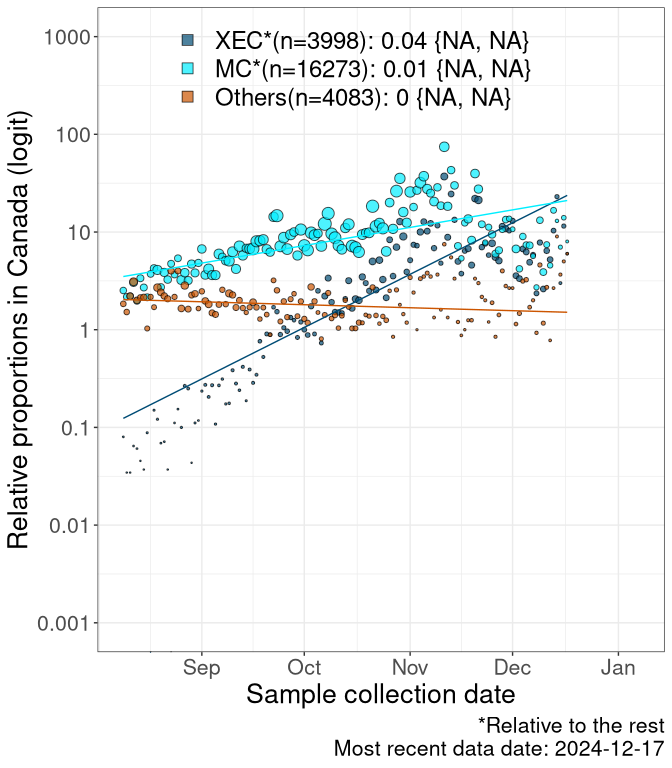 XEC*(n=3998): 0.04 {NA, NA}
MC*(n=16273): 0.01 {NA, NA}
Others(n=4083): 0 {NA, NA}
Relative proportions in Canada (logit)
1000
100
10
1
0.1
0.01
0.001
Sep Oct Nov Dec Jan
Sample collection date
*Relative to the rest
Most recent data date: 2024-12-17